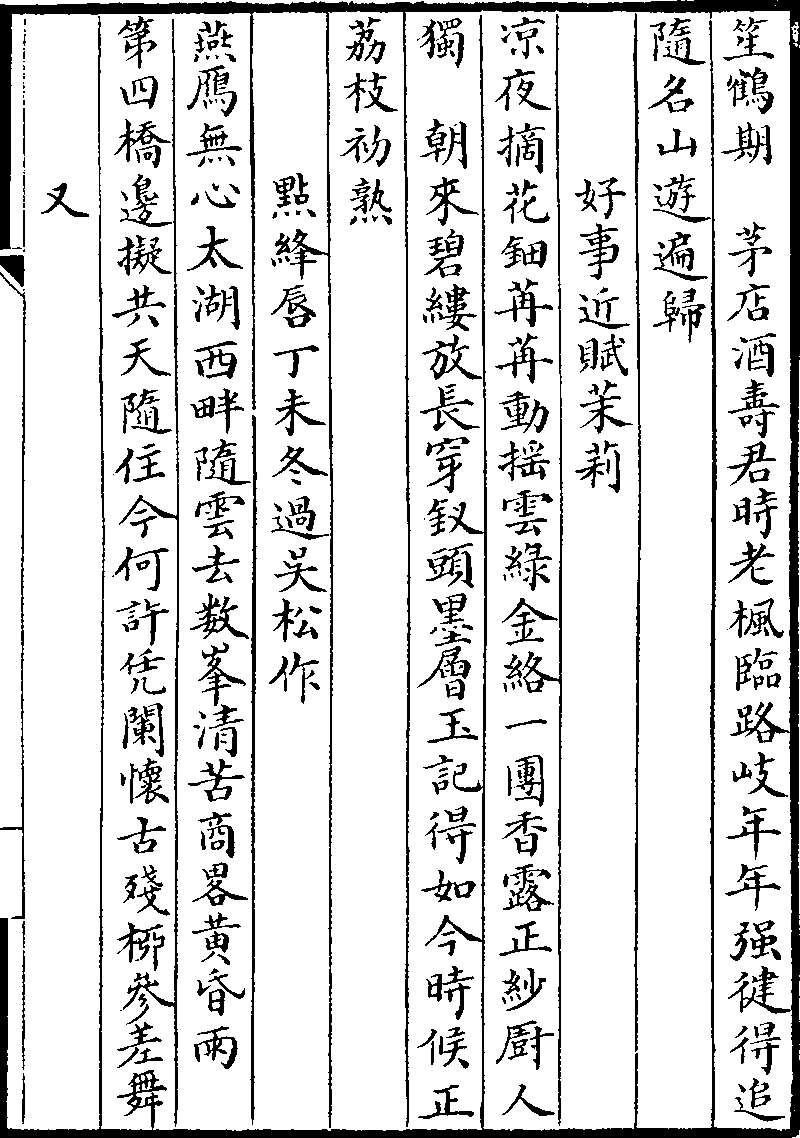 笙鶴期　茅店酒壽君時老楓臨路岐年年强健得追
隨名山遊遍歸
好事近賦茉莉
凉夜摘花鈿苒苒動揺雲綠金絡一團香露正紗厨人
獨　朝來碧縷放長穿釵頭墨層玉記得如今時候正
荔枝初熟
點絳唇丁未冬過吴松作
燕鴈無心太湖西畔隨雲去数峯清苦商畧黄昏雨
第四橋邊擬共天隨住今何許凭闌懷古殘栁參差舞
又